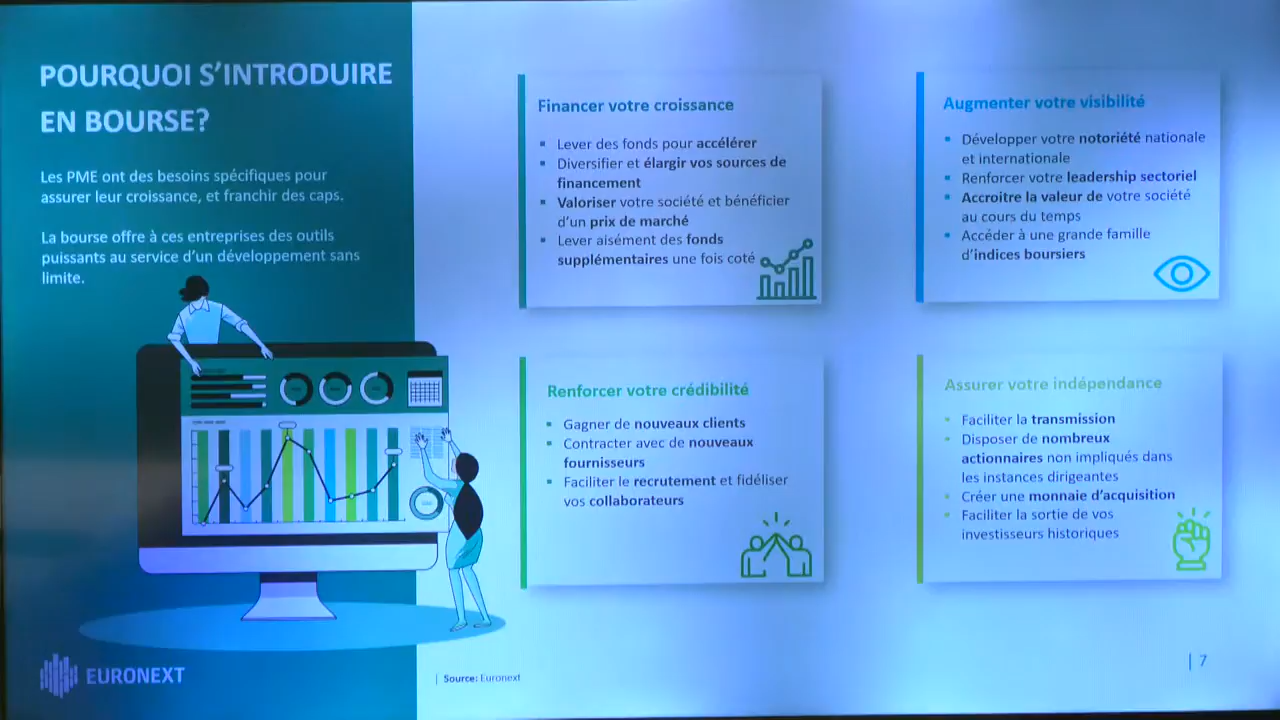 POURQUOI S'INTRODUIRE
EN BOURSE?
Les PME ont des besoins spécifiques pour
assurer leur croissance, et franchir des caps.
La bourse offre à ces entreprises des outils
puissants au service d'un développement sans
limite.
EURONEXT
Financer votre croissance
Lever des fonds pour accélérer
Diversifier et élargir vos sources de
financement
Valoriser votre société et bénéficier
d'un prix de marché
Lever aisément des fonds
supplémentaires une fois coté
Augmenter votre visibilité
Développer votre notoriété nationale
et internationale
Renforcer votre leadership sectoriel
Accroitre la valeur de votre société
au cours du temps
Accéder à une grande famille
d'indices boursiers
Renforcer votre crédibilité
Gagner de nouveaux clients
Contracter avec de nouveaux
fournisseurs
Faciliter le recrutement et fidéliser
vos collaborateurs
Assurer votre indépendance
Faciliter la transmission
Disposer de nombreux
actionnaires non impliqués dans
les instances dirigeantes
Créer une monnaie d'acquisition
Faciliter la sortie de vos
investisseurs historiques
| Source: Euronext
| 7